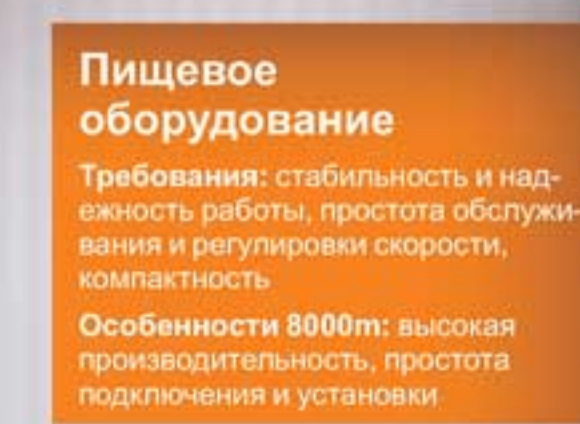 Пищевое
оборудование
Требования: стабильность и над-
ежность работы, простота обслужи-
вания и регулировки скорости,
компактность
Особенности 8000m: высокая
производительность, простота
подключения и установки